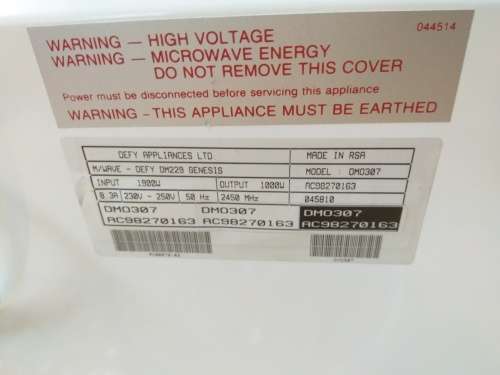 044514
WARNING — HIGH VOLTAGE
WARNING — MICROWAVE ENERGY
DO NOT REMOVE THIS COVER
Power must be disconnected before servicing this appliance
WARNING - THIS APPLIANCE MUST BE EARTHED
DEFY APPLIANCES LTD MADE IN RSA
M/WAVE - DEFY DM229 GENESIS MODEL: DMO307
INPUT 1900W OUTPUT 1000W AC98270163
8.3A 230V - 250V 50 Hz 2450 MHz 045810
DMO307 DMO307 DMO307
AC98270163 AC98270163 AC98270163